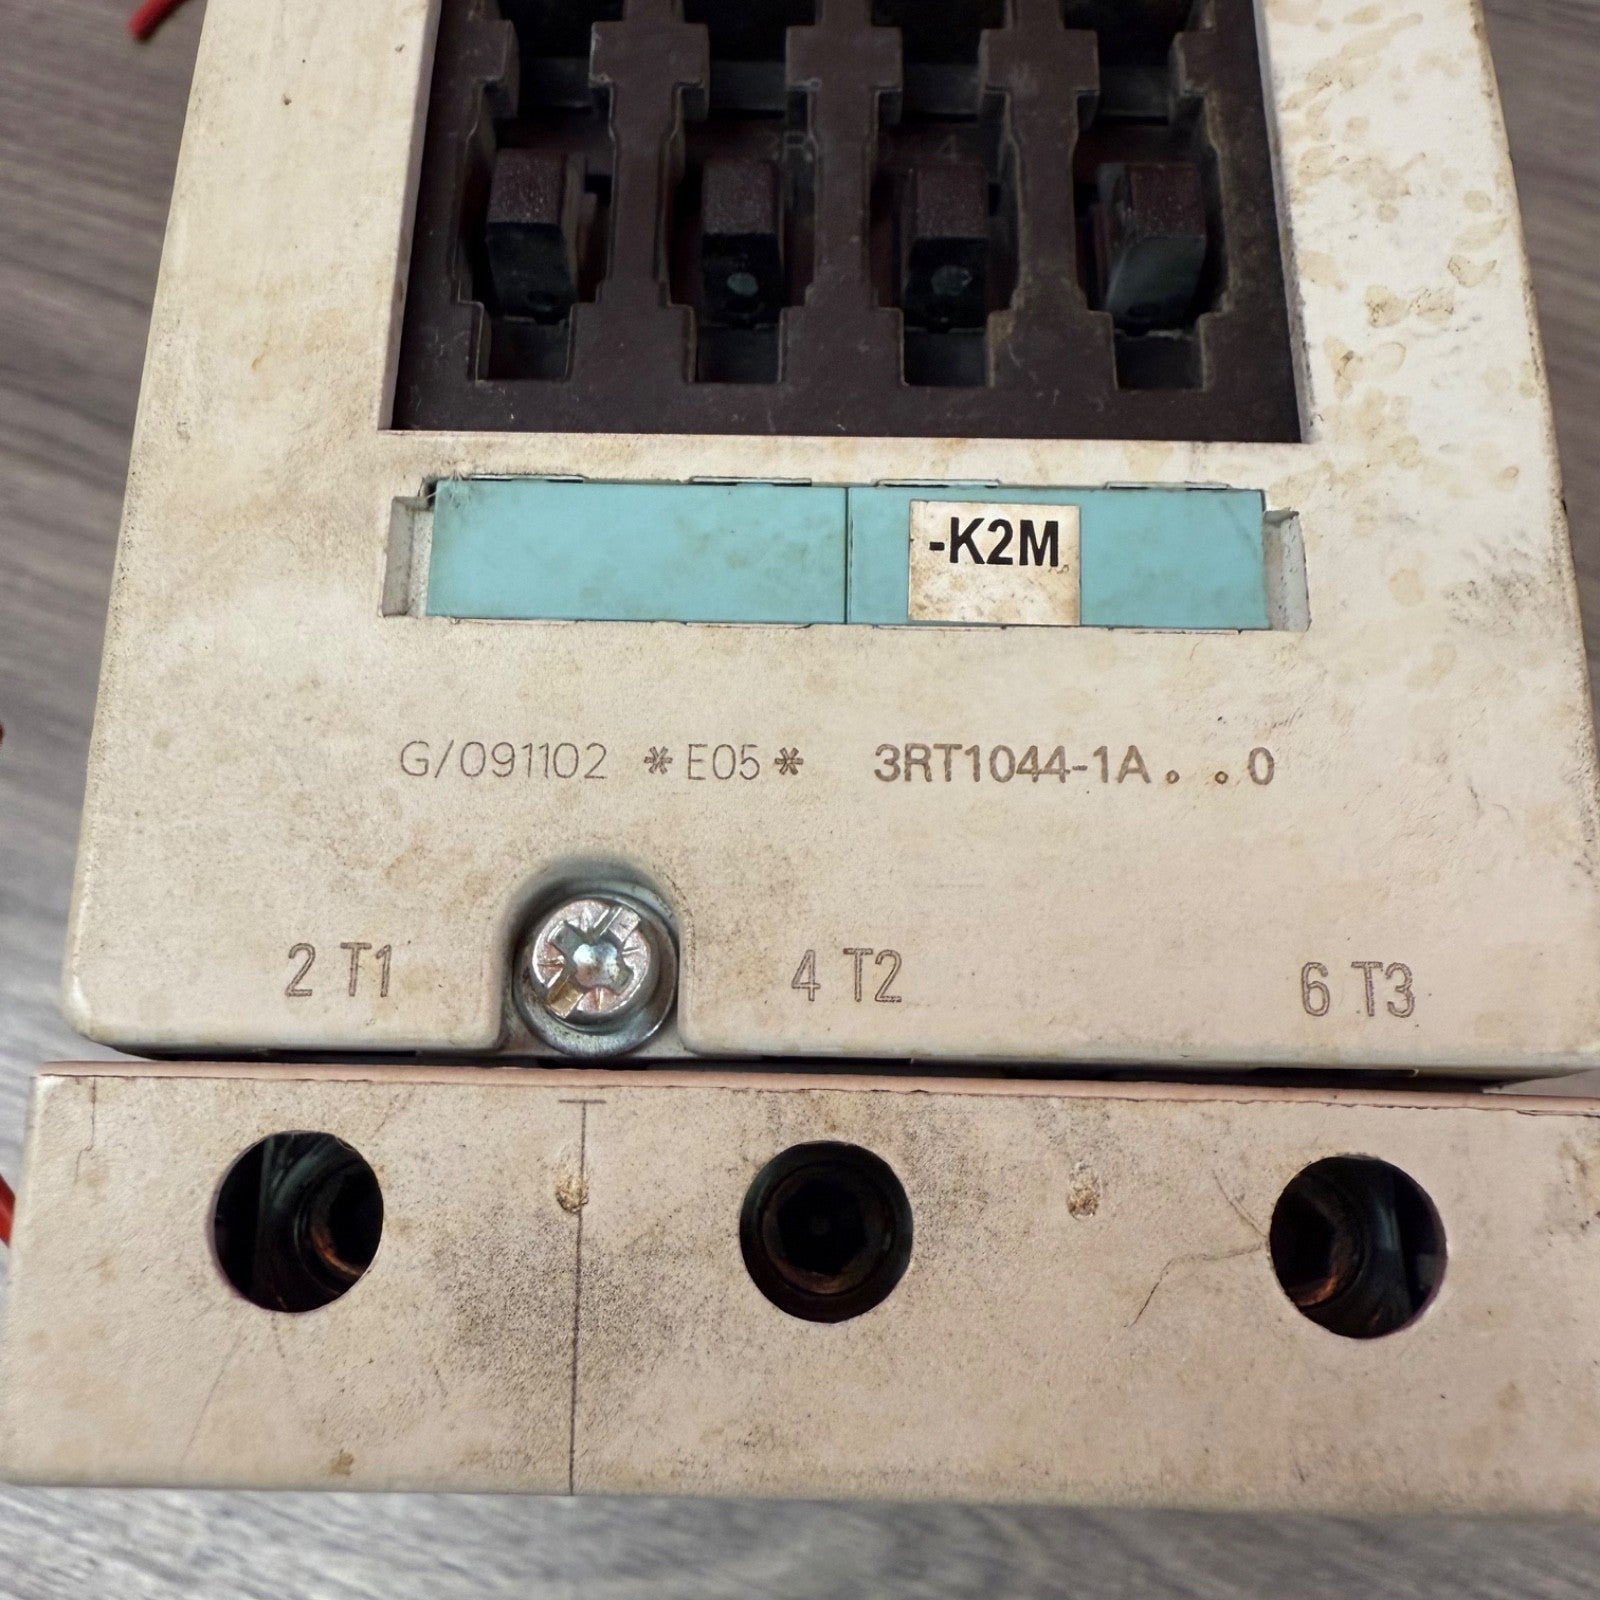 -K2M
G/091102 *E05* 3RT1044-1A...0
2 T1 4 T2 6 T3